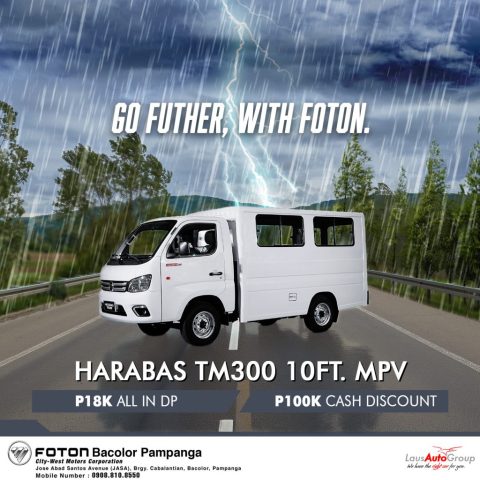 GO FUTHER, WITH FOTON.
HARABAS TM300 10FT. MPV
P18K ALL IN DP
P100K CASH DISCOUNT
FOTON Bacolor Pampanga
City-West Motors Corporation
Jose Abad Santos Avenue (JASA), Brgy. Cabalantian, Bacolor, Pampanga
Mobile Number : 0908.810.8550
LausAutoGroup
We have the right car for you.